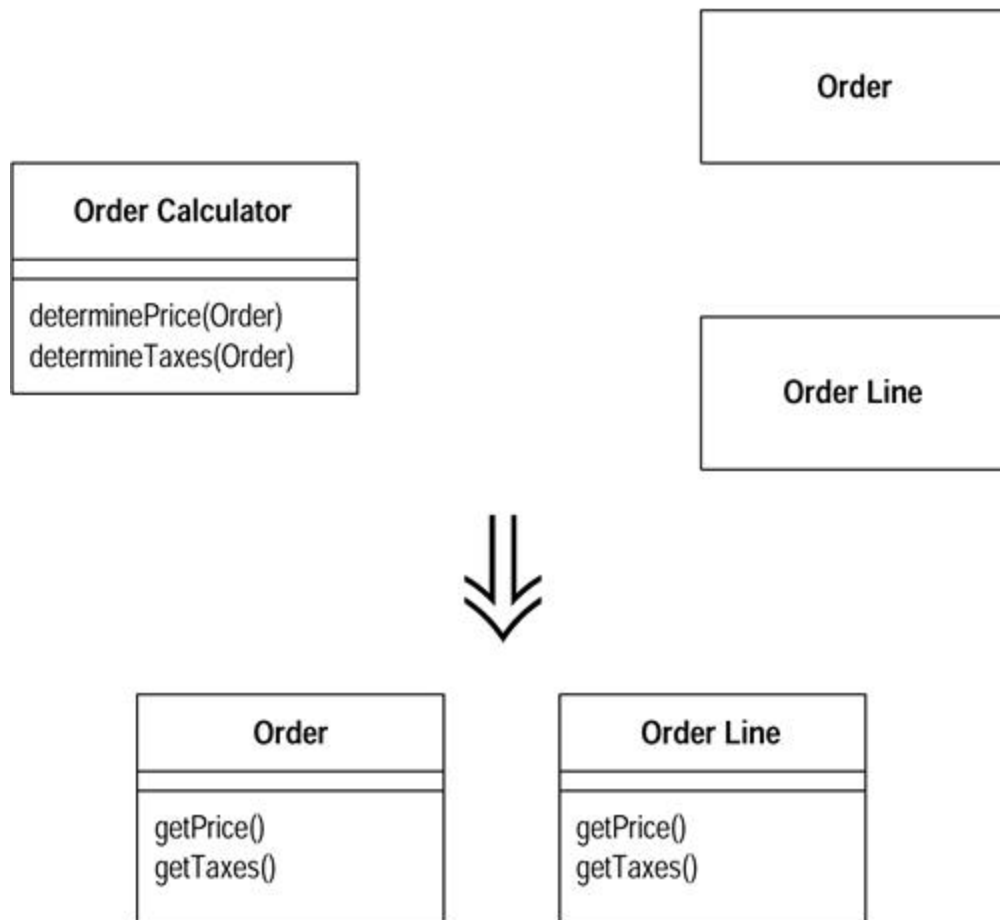 Order
Order Calculator
determinePrice(Order)
determineTaxes(Order)
Order Line
Order
getPrice()
getTaxes()
Order Line
getPrice()
getTaxes()